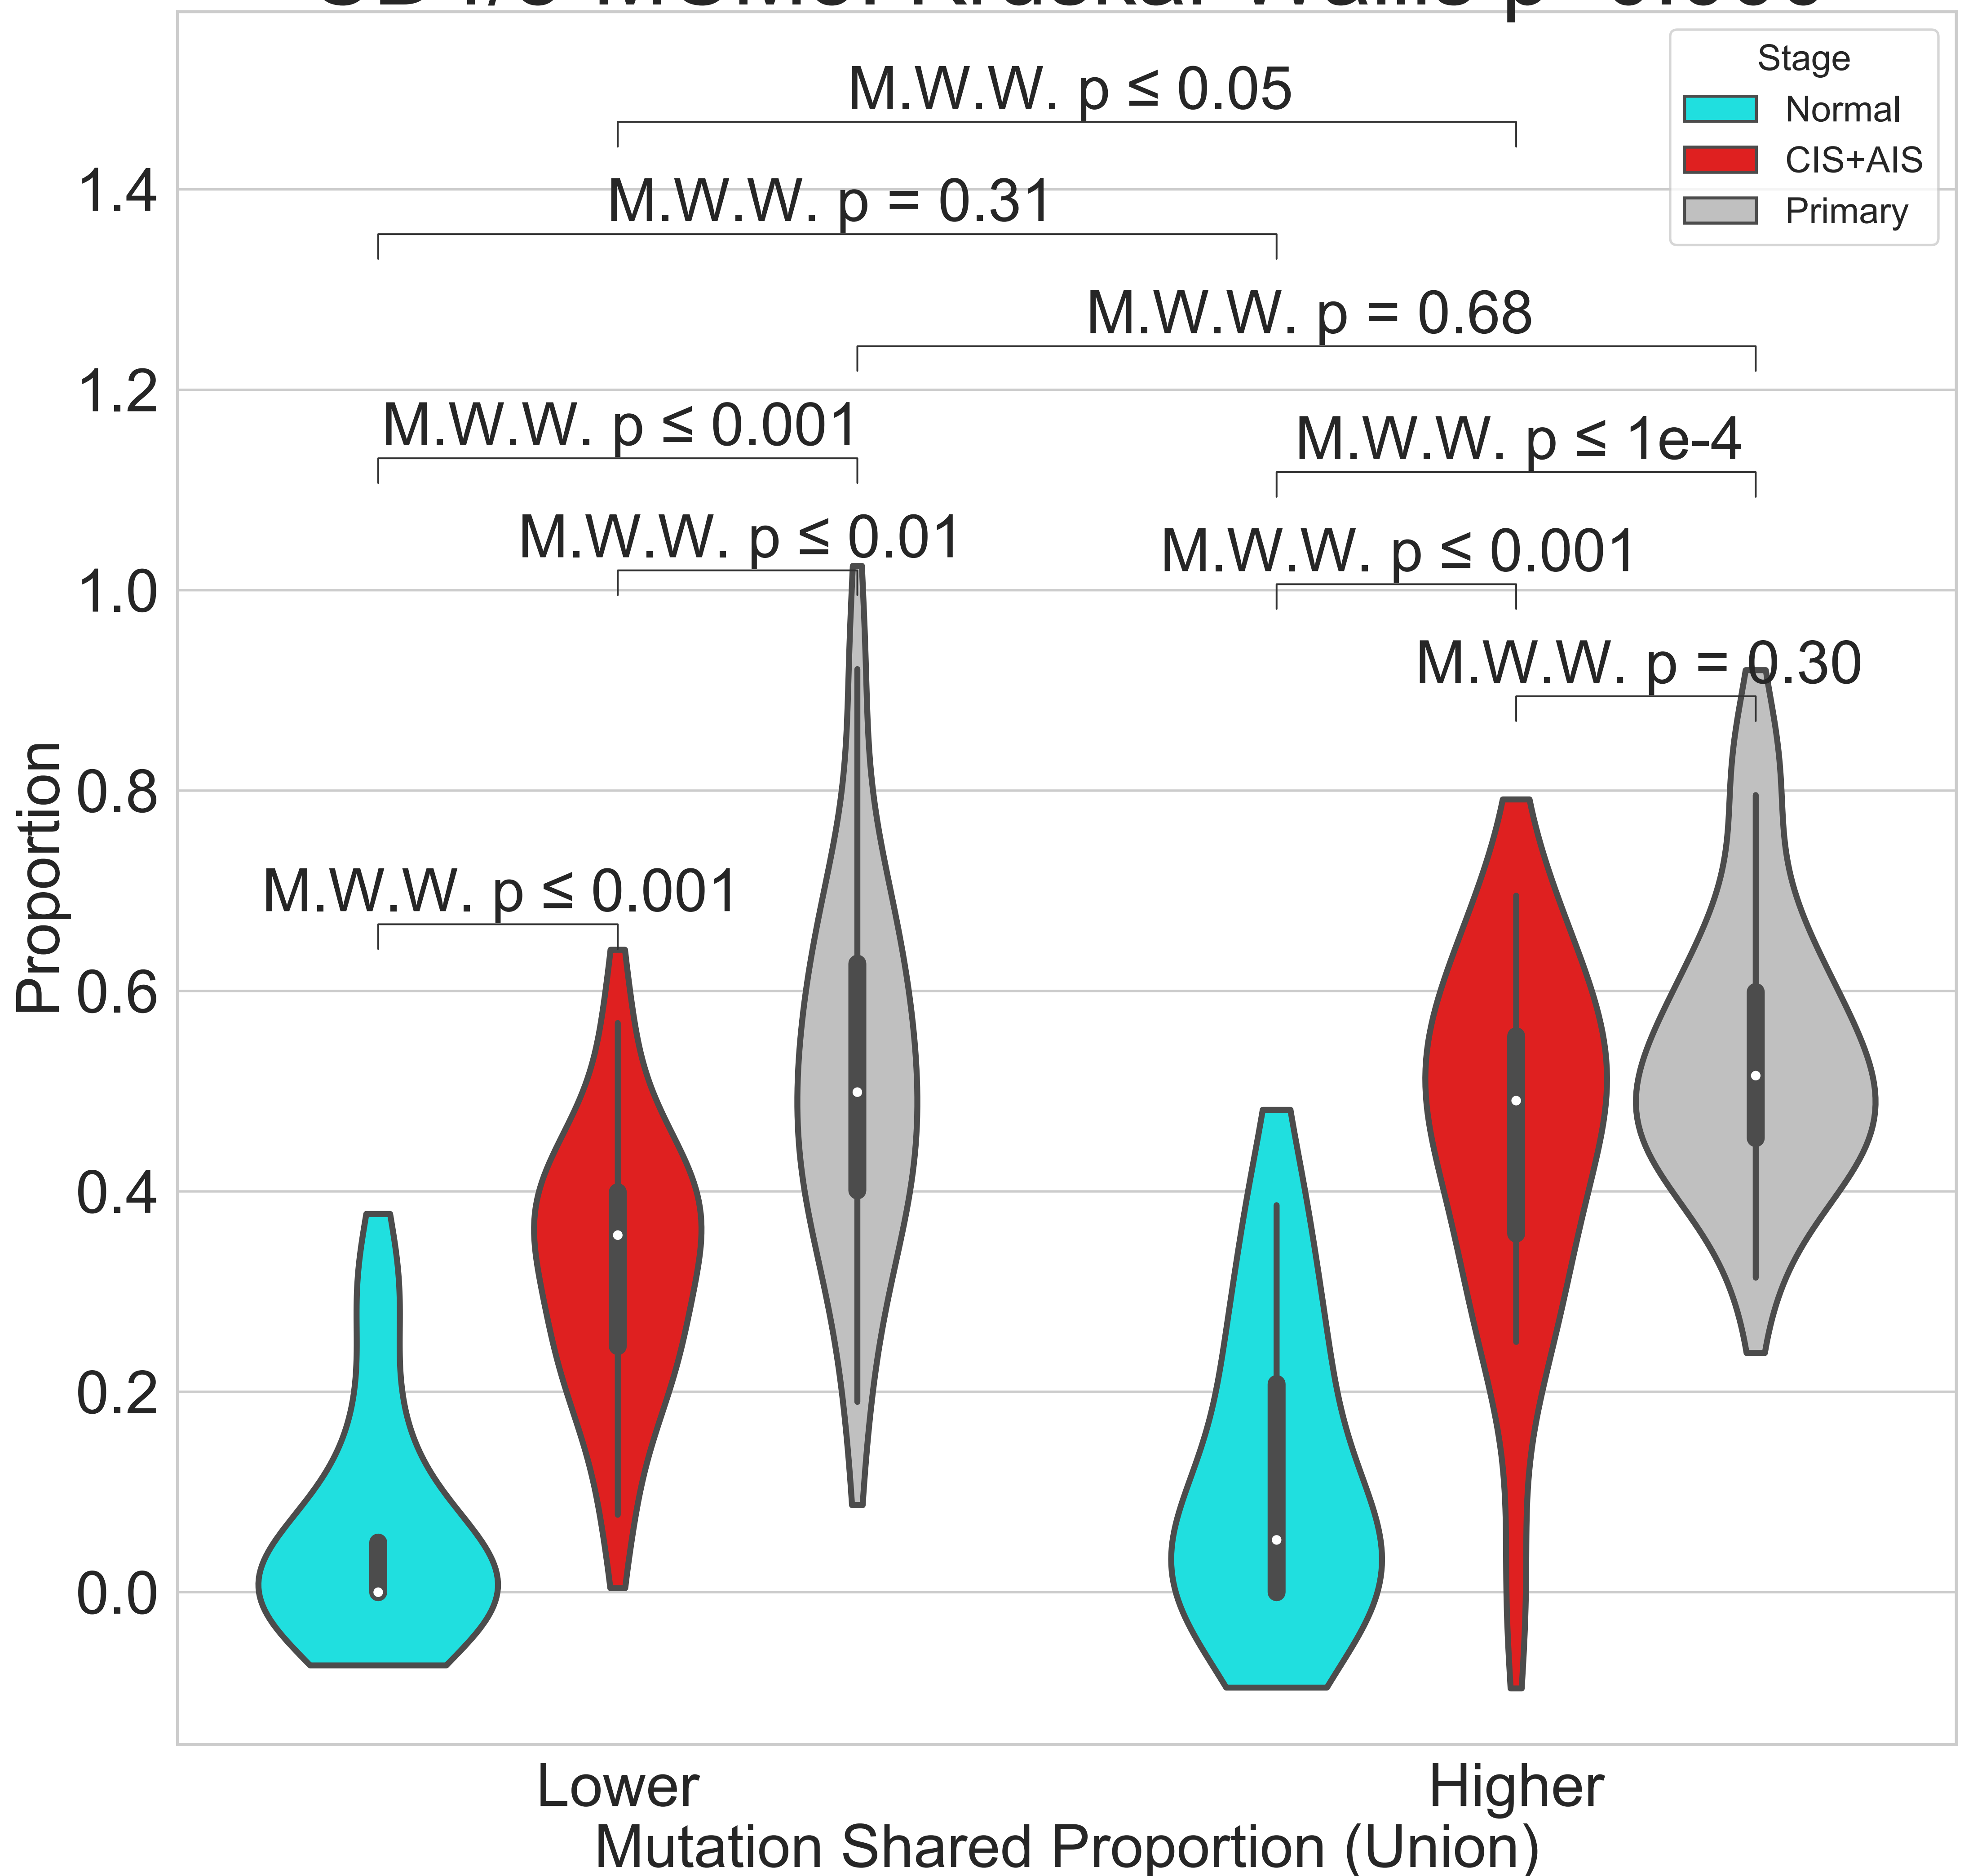 Stage
Normal
CIS+AIS
Primary
M.W.W. p ≤ 0.05
M.W.W. p = 0.31
M.W.W. p = 0.68
M.W.W. p ≤ 0.001
M.W.W. p ≤ 1e-4
M.W.W. p ≤ 0.01
M.W.W. p ≤ 0.001
M.W.W. p = 0.30
M.W.W. p ≤ 0.001
1.4
1.2
1.0
0.8
0.6
0.4
0.2
0.0
Proportion
Lower
Higher
Mutation Shared Proportion (Union)